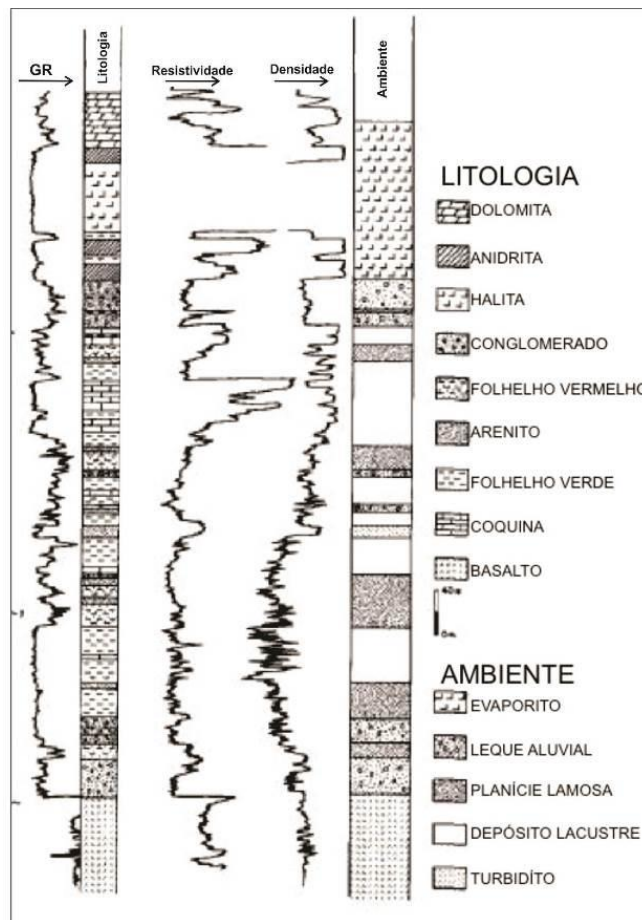 GR
Litologia
Resistividade
Densidade
Ambiente
LITOLOGIA
DOLOMITA
ANIDRITA
HALITA
CONGLOMERADO
FOLHELHO VERMELHO
ARENITO
FOLHELHO VERDE
COQUINA
BASALTO
0m
AMBIENTE
EVAPORITO
LEQUE ALUVIAL
PLANÍCIE LAMOSA
DEPÓSITO LACUSTRE
TURBIDÍTO